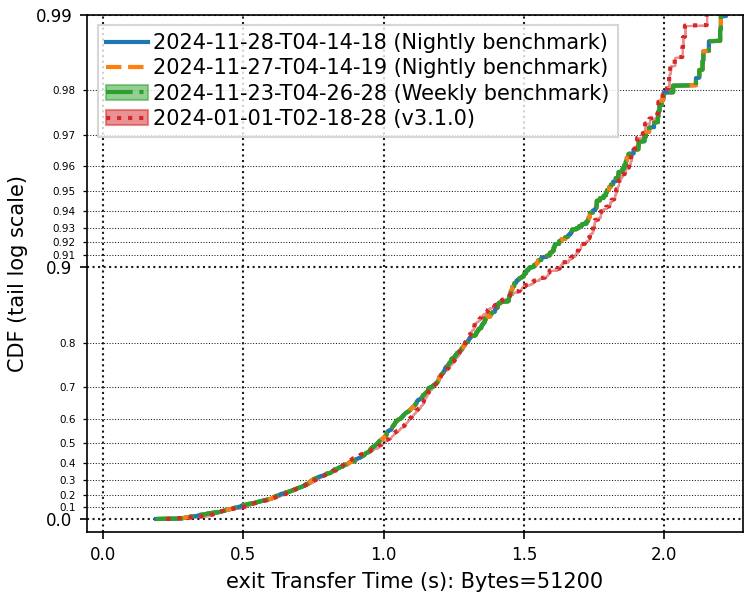 0.99
2024-11-28-T04-14-18 (Nightly benchmark)
2024-11-27-T04-14-19 (Nightly benchmark)
2024-11-23-T04-26-28 (Weekly benchmark)
2024-01-01-T02-18-28 (v3.1.0)
0.98
0.97
0.96
0.95
0.94
0.93
0.92
0.91
0.9
0.8
0.7
0.6
0.5
0.4
0.3
0.2
0.1
0.0
CDF (tail log scale)
0.0 0.5 1.0 1.5 2.0
exit Transfer Time (s): Bytes=51200